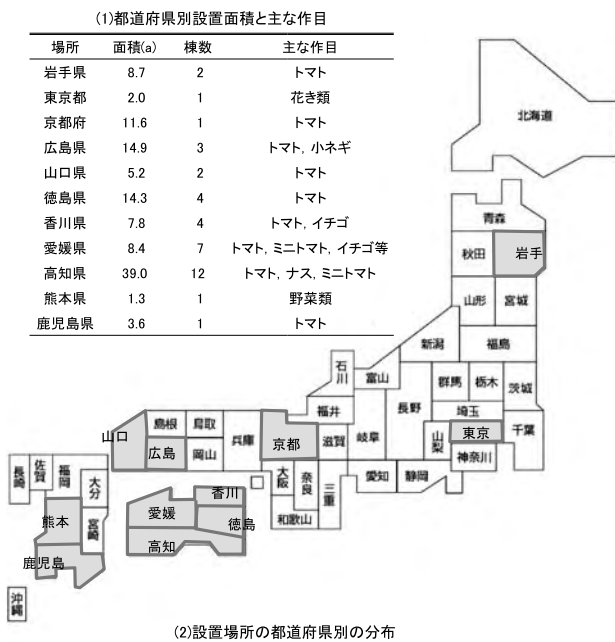 (1)都道府県別設置面積と主な作目
場所 面積(a) 棟数 主な作目
岩手県 8.7 2 トマト
東京都 2.0 1 花き類
京都府 11.6 1 トマト
広島県 14.9 3 トマト, 小ネギ
山口県 5.2 2 トマト
徳島県 14.3 4 トマト
香川県 7.8 4 トマト, イチゴ
愛媛県 8.4 7 トマト, ミニトマト, イチゴ等
高知県 39.0 12 トマト, ナス, ミニトマト
熊本県 1.3 1 野菜類
鹿児島県 3.6 1 トマト
北海道
青森
秋田 岩手
山形 宮城
新潟 福島
石川 富山 群馬 栃木 茨城
福井 長野 埼玉 千葉
山口 島根 鳥取 兵庫 京都 滋賀 岐阜 山梨 東京
広島 岡山 神奈川
長崎 佐賀 福岡 大分 大阪 奈良 三重 愛知 静岡
香川
熊本 宮崎 愛媛 徳島 和歌山
鹿児島 高知
沖縄
(2)設置場所の都道府県別の分布